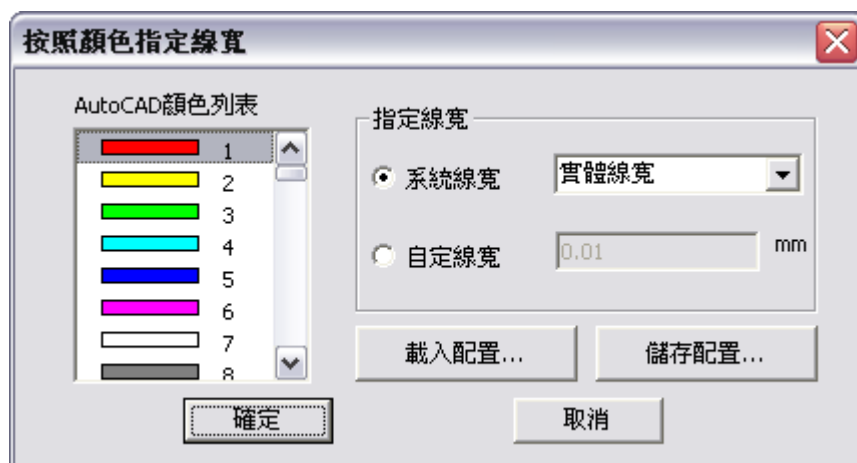 按照顏色指定線寬
AutoCAD顏色列表
1
2
3
4
5
6
7
8
指定線寬
系統線寬
實體線寬
自定線寬
0.01
mm
載入配置...
儲存配置...
確定
取消